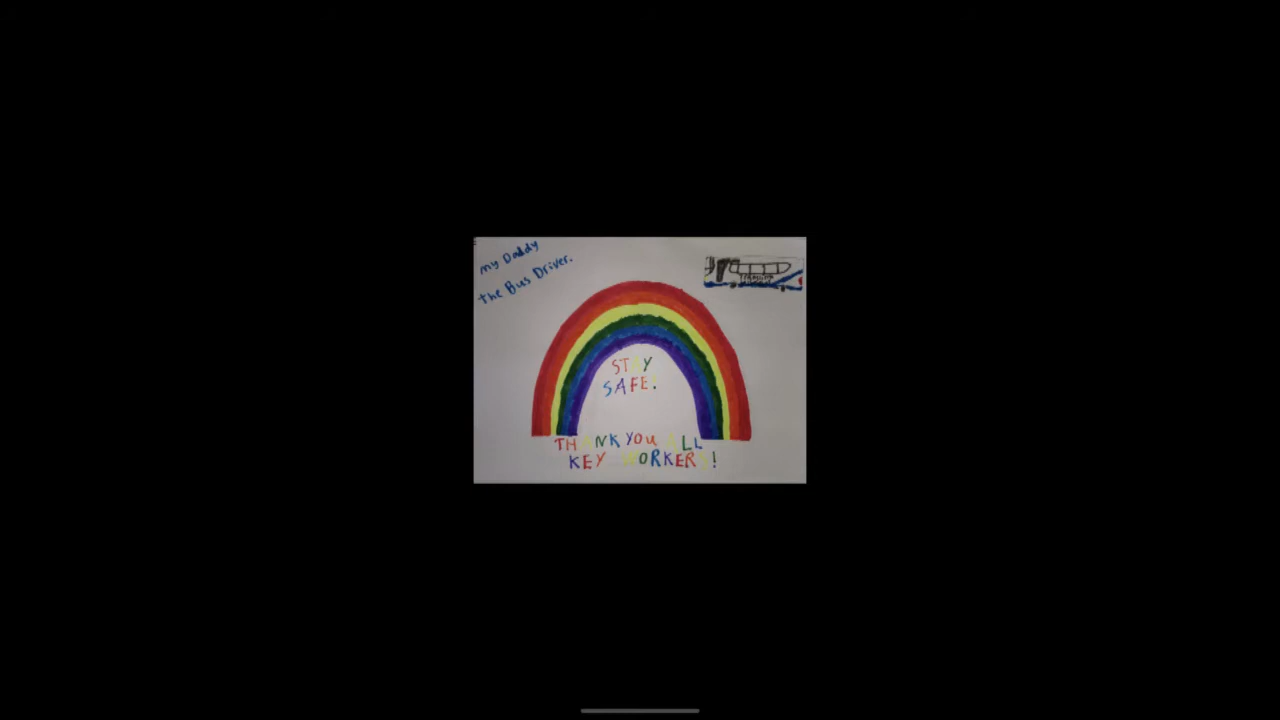 my Daddy
the Bus Driver.
STAY
SAFE.
THANK YOU ALL
KEY WORKERS!